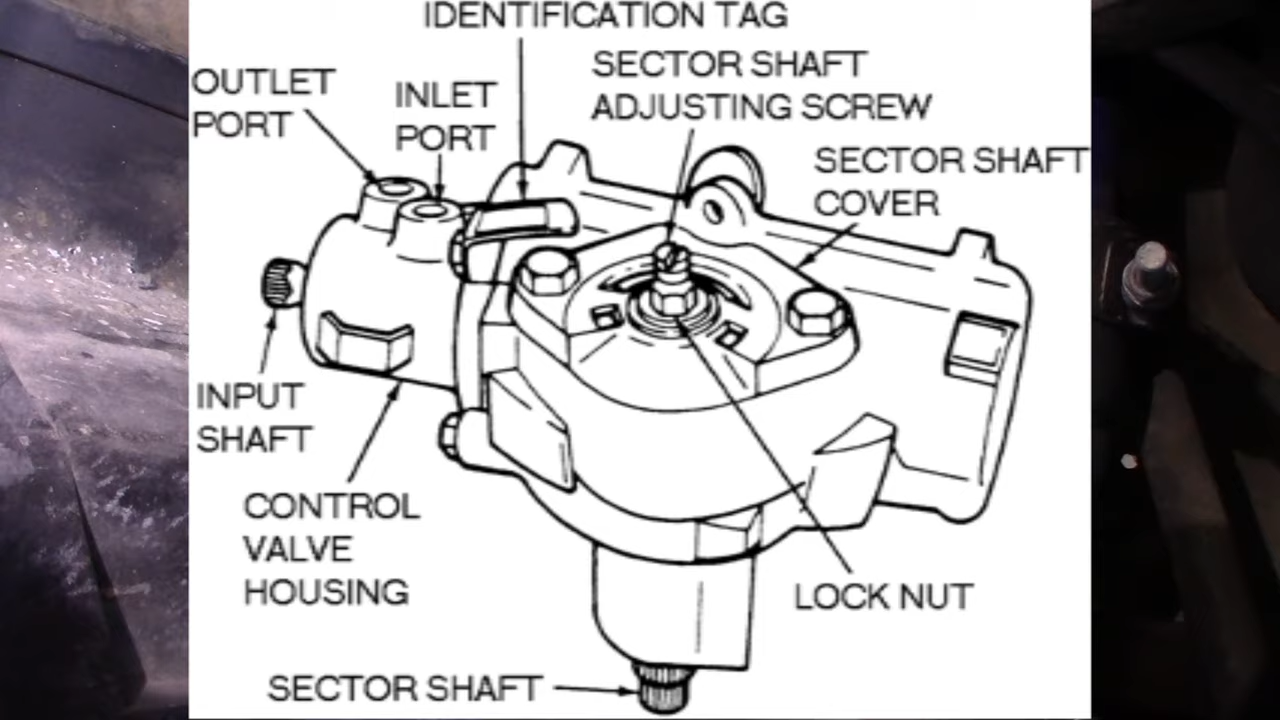 IDENTIFICATION TAG
OUTLET
PORT
INLET
PORT
SECTOR SHAFT
ADJUSTING SCREW
SECTOR SHAFT
COVER
INPUT
SHAFT
CONTROL
VALVE
HOUSING
LOCK NUT
SECTOR SHAFT